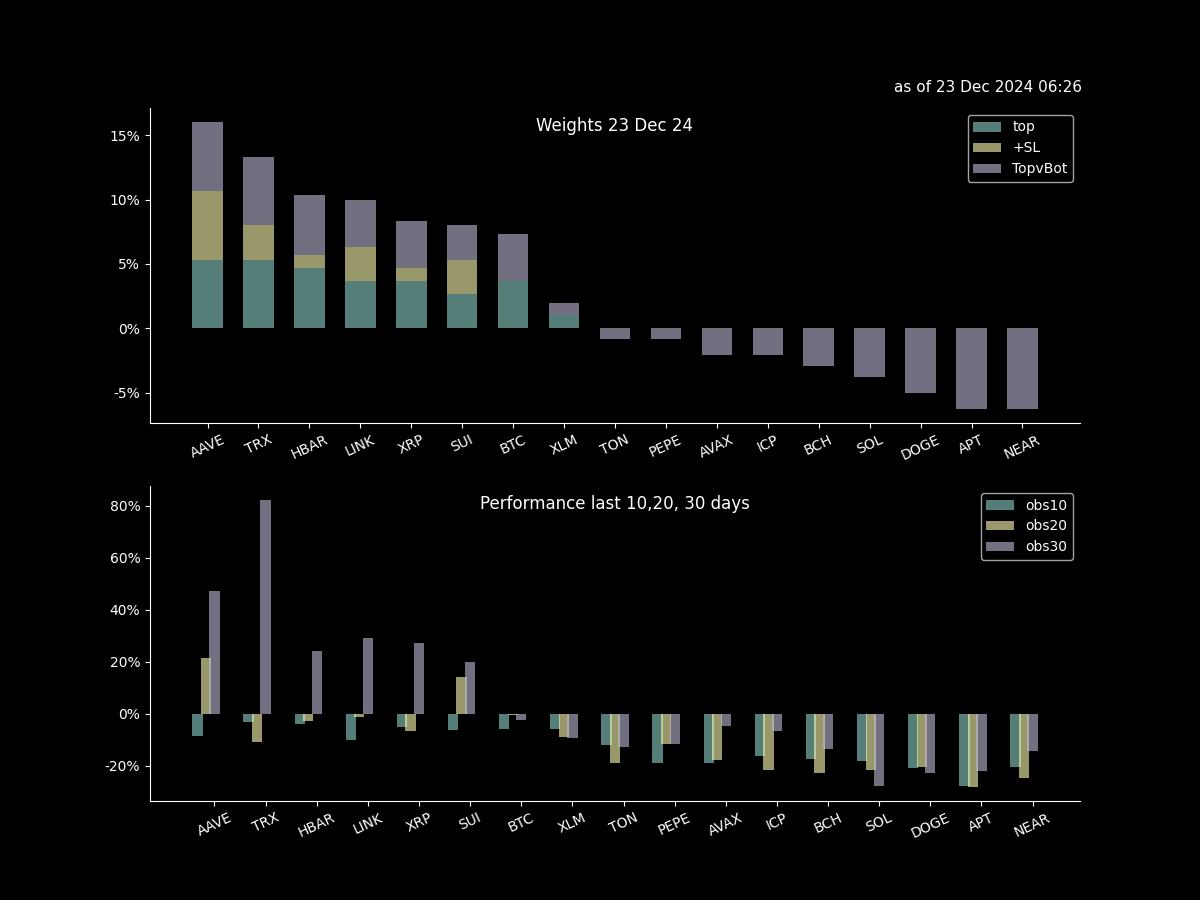 as of 23 Dec 2024 06:26
Weights 23 Dec 24
top
+SL
TopvBot
15%
10%
5%
0%
-5%
AAVE TRX HBAR LINK XRP SUI BTC XLM TON PEPE AVAX ICP BCH SOL DOGE APT NEAR
Performance last 10,20, 30 days
obs10
obs20
obs30
80%
60%
40%
20%
0%
-20%
AAVE TRX HBAR LINK XRP SUI BTC XLM TON PEPE AVAX ICP BCH SOL DOGE APT NEAR